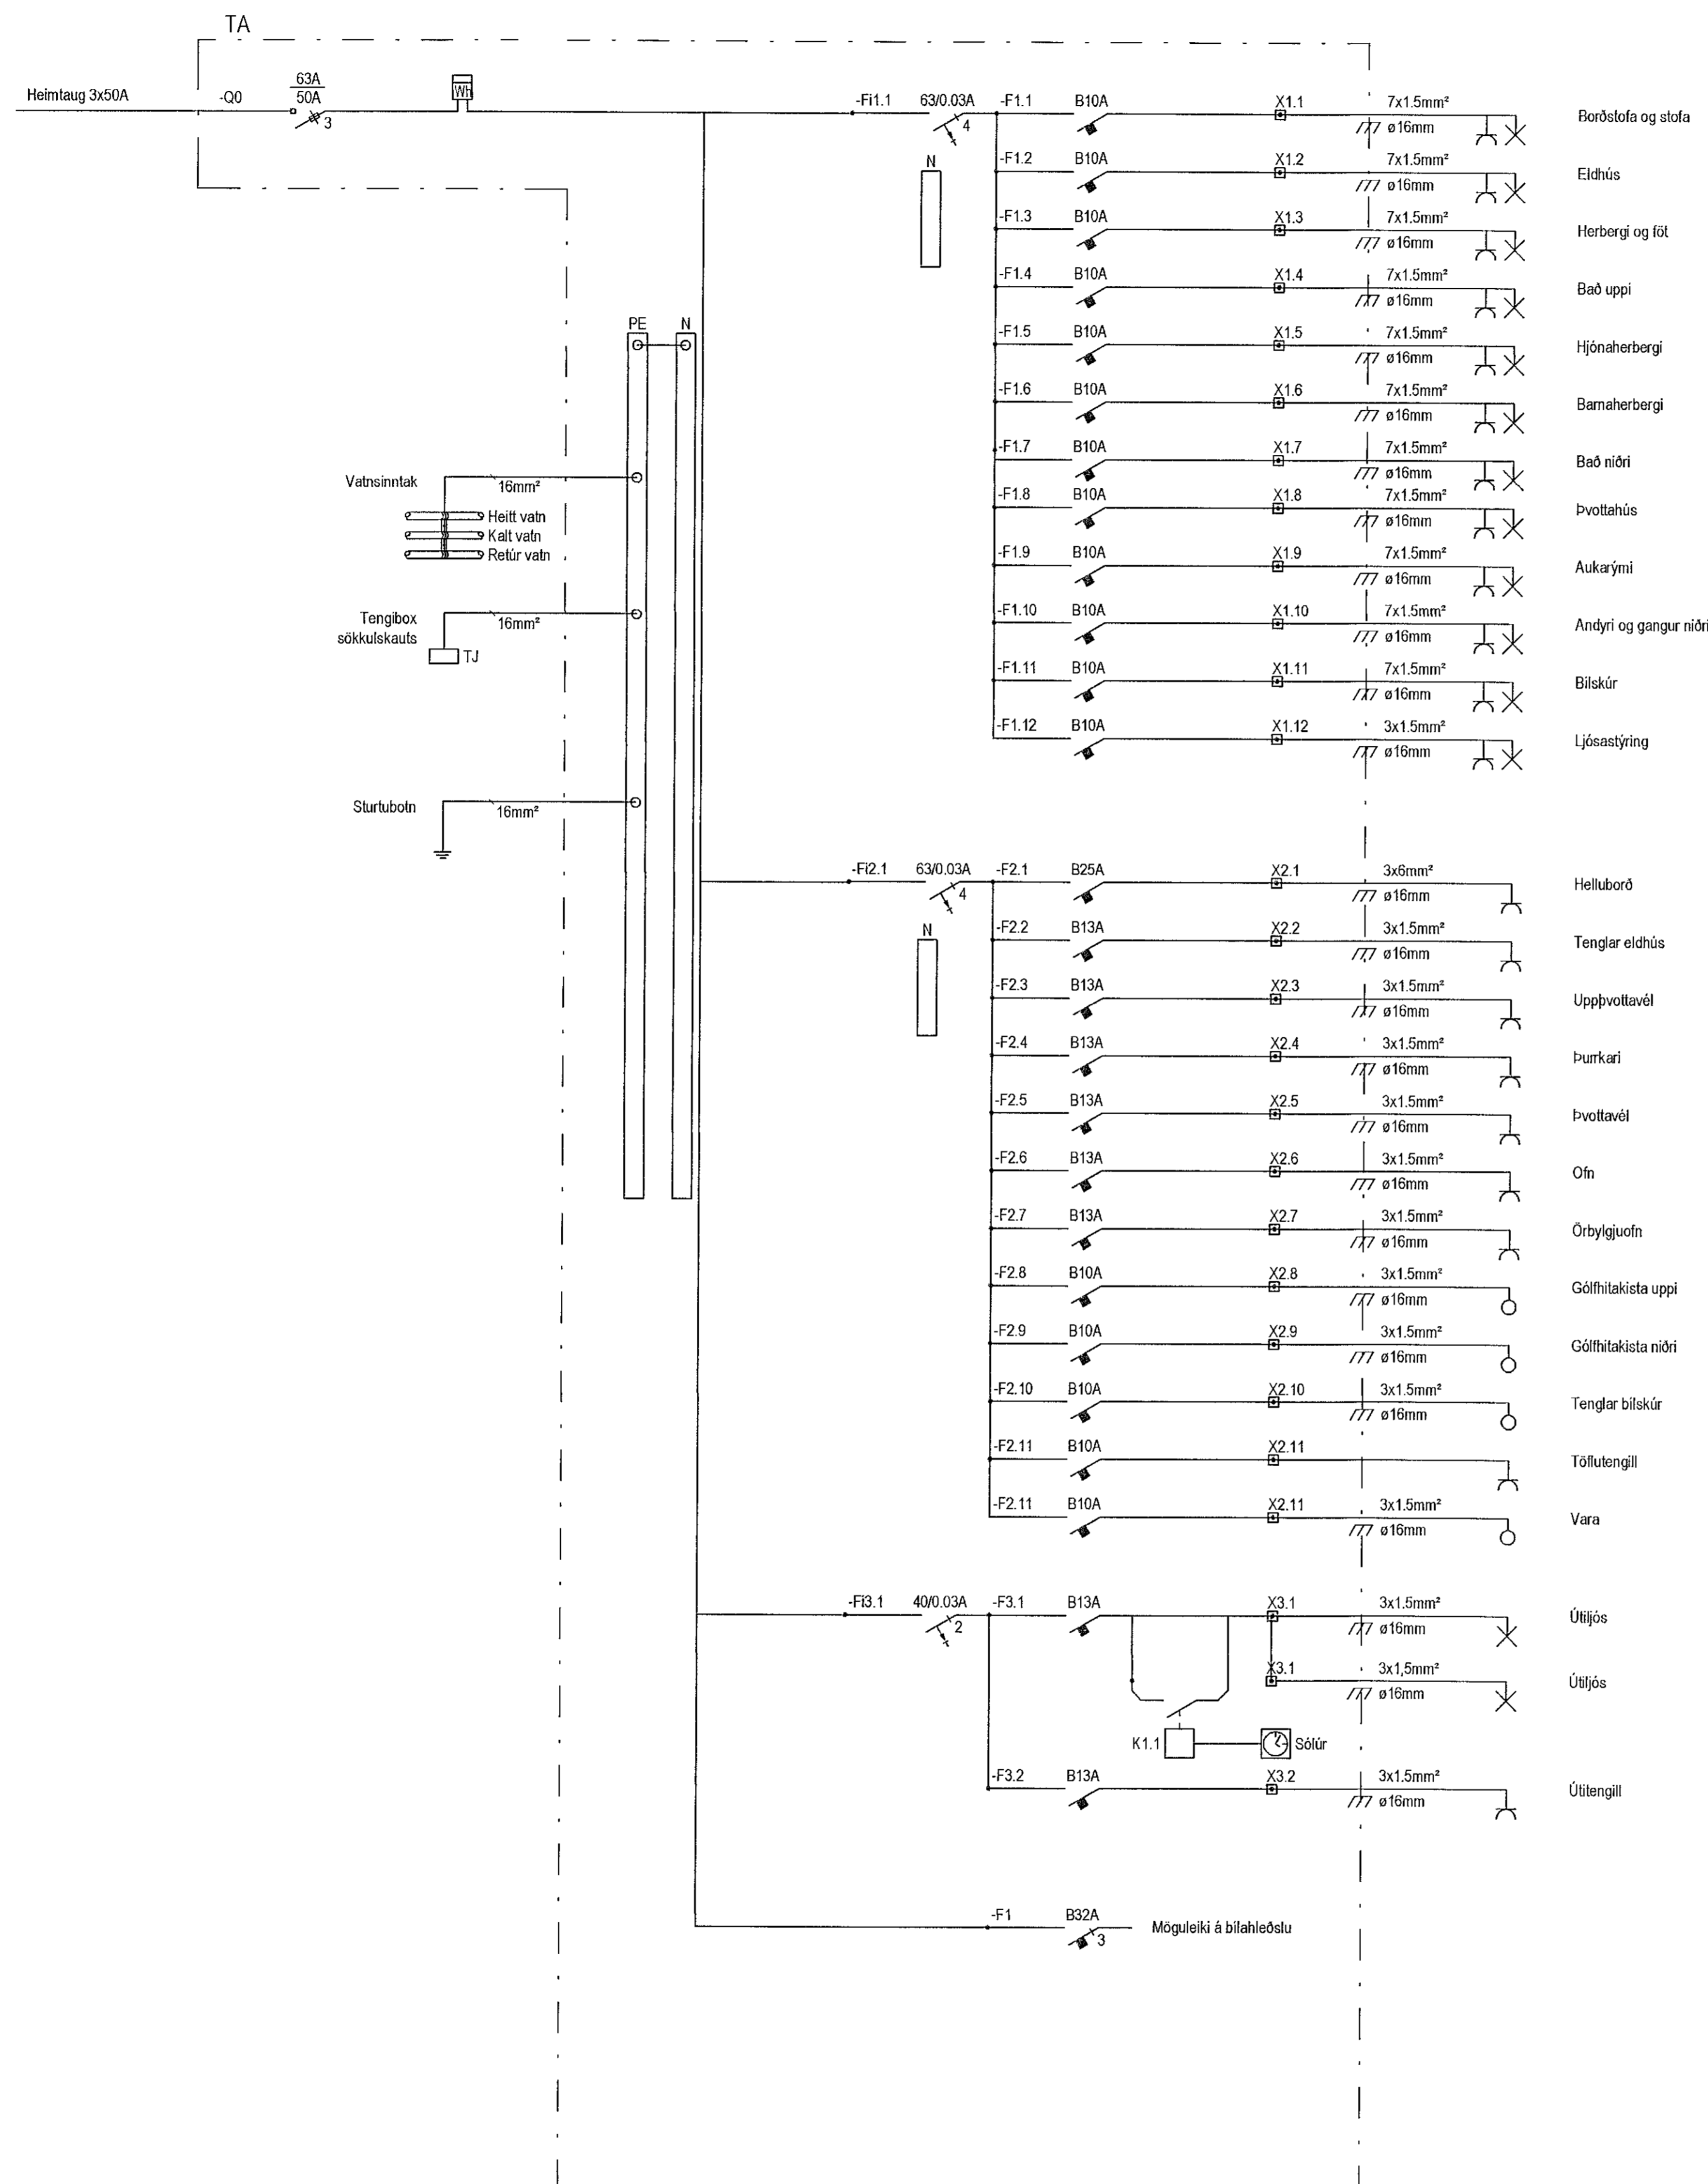 TA
Heimtaug 3x50A
-Q0
63A
50A
3
Wh
-Fi1.1 63/0.03A
4
N
-F1.1 B10A X1.1 7x1.5mm² Borðstofa og stofa
ø16mm
-F1.2 B10A X1.2 7x1.5mm² Eldhús
ø16mm
-F1.3 B10A X1.3 7x1.5mm² Herbergi og föt
ø16mm
-F1.4 B10A X1.4 7x1.5mm² Bað uppi
ø16mm
-F1.5 B10A X1.5 7x1.5mm² Hjónaherbergi
ø16mm
-F1.6 B10A X1.6 7x1.5mm² Barnaherbergi
ø16mm
-F1.7 B10A X1.7 7x1.5mm² Bað niðri
ø16mm
-F1.8 B10A X1.8 7x1.5mm² Þvottahús
ø16mm
-F1.9 B10A X1.9 7x1.5mm² Aukarými
ø16mm
-F1.10 B10A X1.10 7x1.5mm² Andyri og gangur niðri
ø16mm
-F1.11 B10A X1.11 7x1.5mm² Bílskúr
ø16mm
-F1.12 B10A X1.12 3x1.5mm² Ljósastýring
ø16mm
PE N
Vatnsinntak 16mm²
Heitt vatn
Kalt vatn
Retúr vatn
Tengibox
sökkulskauts
16mm²
TJ
Sturtubotn 16mm²
-Fi2.1 63/0.03A
4
N
-F2.1 B25A X2.1 3x6mm² Helluborð
ø16mm
-F2.2 B13A X2.2 3x1.5mm² Tenglar eldhús
ø16mm
-F2.3 B13A X2.3 3x1.5mm² Uppþvottavél
ø16mm
-F2.4 B13A X2.4 3x1.5mm² Þurrkari
ø16mm
-F2.5 B13A X2.5 3x1.5mm² Þvottavél
ø16mm
-F2.6 B13A X2.6 3x1.5mm² Ofn
ø16mm
-F2.7 B13A X2.7 3x1.5mm² Örbylgjuofn
ø16mm
-F2.8 B10A X2.8 3x1.5mm² Gólfhitakista uppi
ø16mm
-F2.9 B10A X2.9 3x1.5mm² Gólfhitakista niðri
ø16mm
-F2.10 B10A X2.10 3x1.5mm² Tenglar bílskúr
ø16mm
-F2.11 B10A X2.11 Töflutengill
-F2.11 B10A X2.11 3x1.5mm² Vara
ø16mm
-Fi3.1 40/0.03A
2
-F3.1 B13A X3.1 3x1.5mm² Útiljós
ø16mm
X3.1 3x1,5mm² Útiljós
ø16mm
K1.1 Sólúr
-F3.2 B13A X3.2 3x1.5mm² Útitengill
ø16mm
-F1 B32A Möguleiki á bílahleðslu
3